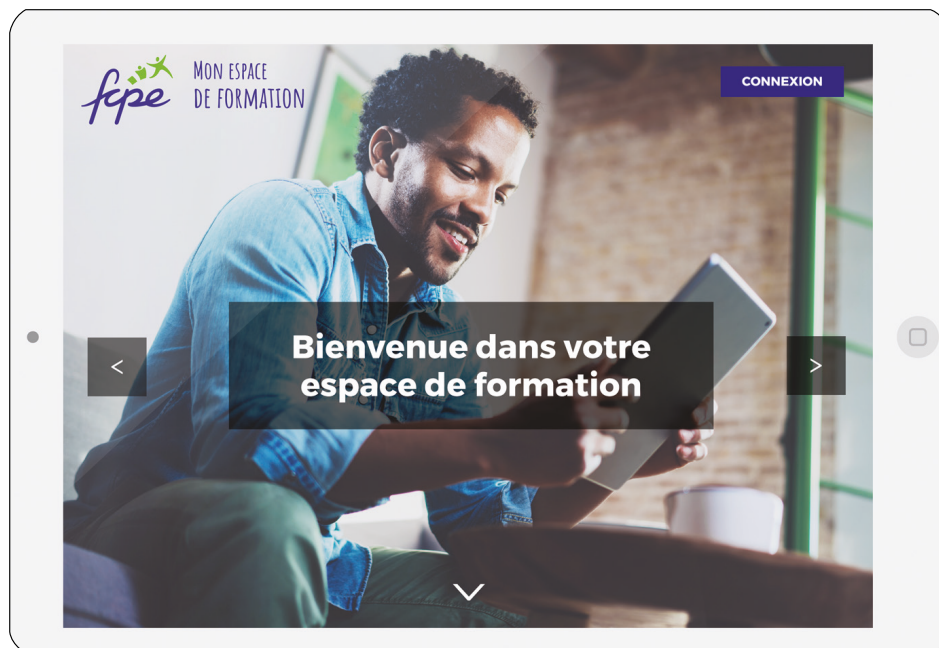 fcpe
MON ESPACE
DE FORMATION
CONNEXION
Bienvenue dans votre
espace de formation
<
>